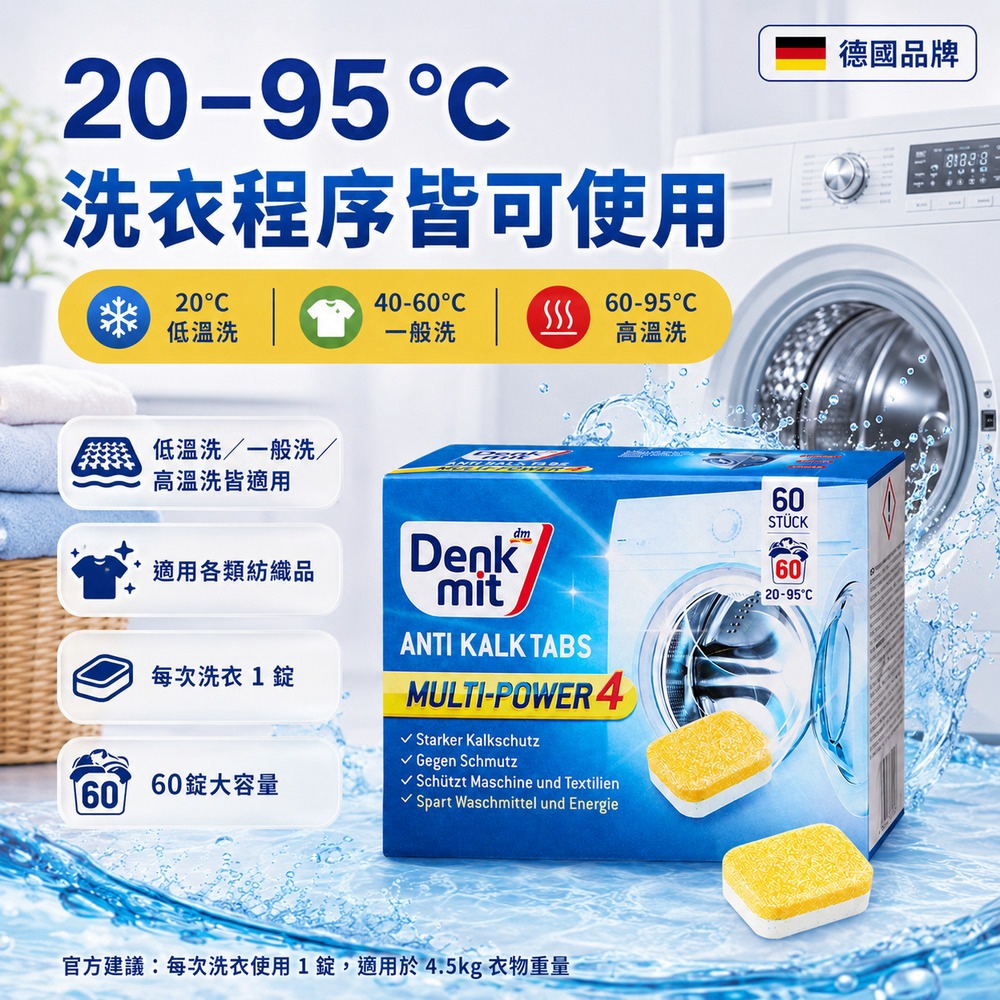 德國品牌
20–95°C
洗衣程序皆可使用
20°C
低溫洗
40-60°C
一般洗
60-95°C
高溫洗
低溫洗／一般洗／
高溫洗皆適用
適用各類紡織品
每次洗衣 1 錠
60
60錠大容量
60
STÜCK
60
20-95°C
dm
Denk
mit
ANTI KALK TABS
MULTI-POWER 4
✓ Starker Kalkschutz
✓ Gegen Schmutz
✓ Schützt Maschine und Textilien
✓ Spart Waschmittel und Energie
官方建議：每次洗衣使用 1 錠，適用於 4.5kg 衣物重量